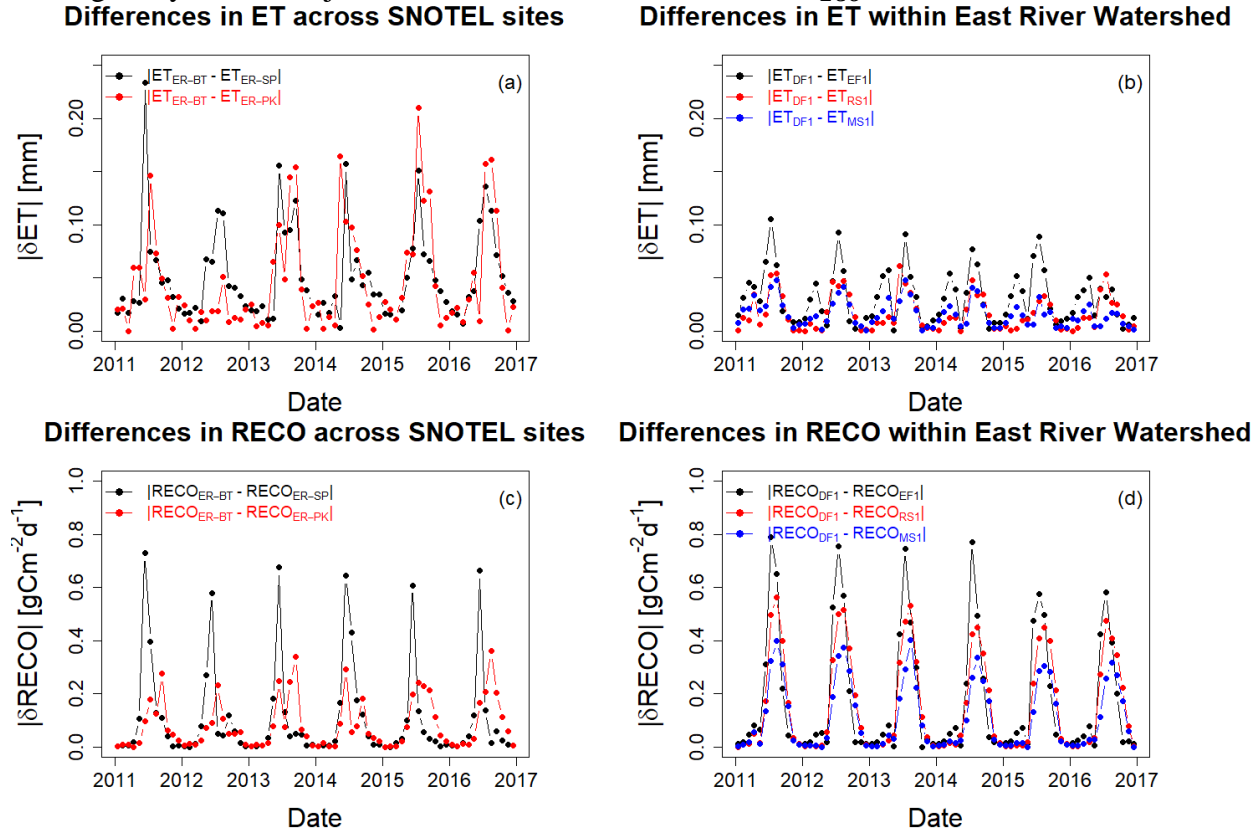 Differences in ET across SNOTEL sites
|ET_ER−BT - ET_ER−SP|
|ET_ER−BT - ET_ER−PK|
(a)
|δET| [mm]
0.00 0.10 0.20
2011 2012 2013 2014 2015 2016 2017
Date
Differences in ET within East River Watershed
|ET_DF1 - ET_EF1|
|ET_DF1 - ET_RS1|
|ET_DF1 - ET_MS1|
(b)
|δET| [mm]
0.00 0.10 0.20
2011 2012 2013 2014 2015 2016 2017
Date
Differences in RECO across SNOTEL sites
|RECO_ER−BT - RECO_ER−SP|
|RECO_ER−BT - RECO_ER−PK|
(c)
|δRECO| [gCm⁻²d⁻¹]
0.0 0.2 0.4 0.6 0.8 1.0
2011 2012 2013 2014 2015 2016 2017
Date
Differences in RECO within East River Watershed
|RECO_DF1 - RECO_EF1|
|RECO_DF1 - RECO_RS1|
|RECO_DF1 - RECO_MS1|
(d)
|δRECO| [gCm⁻²d⁻¹]
0.0 0.2 0.4 0.6 0.8 1.0
2011 2012 2013 2014 2015 2016 2017
Date